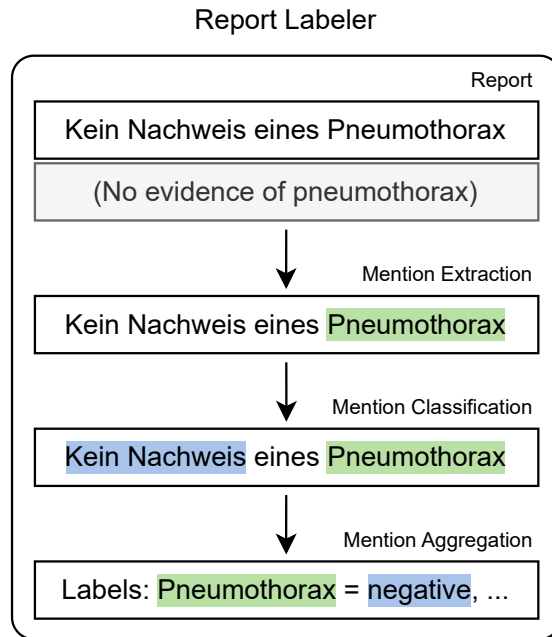 Report Labeler
Report
Kein Nachweis eines Pneumothorax
(No evidence of pneumothorax)
Mention Extraction
Kein Nachweis eines Pneumothorax
Mention Classification
Kein Nachweis eines Pneumothorax
Mention Aggregation
Labels: Pneumothorax = negative, ...